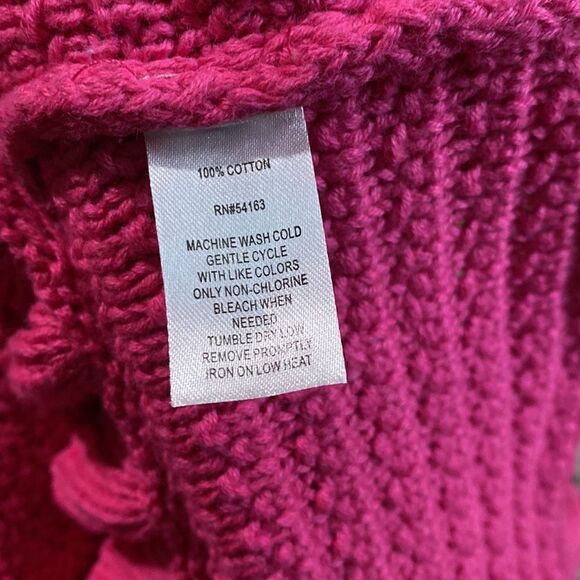 100% COTTON
RN#54163
MACHINE WASH COLD
GENTLE CYCLE
WITH LIKE COLORS
ONLY NON-CHLORINE
BLEACH WHEN
NEEDED
TUMBLE DRY LOW
REMOVE PROMPTLY
IRON ON LOW HEAT